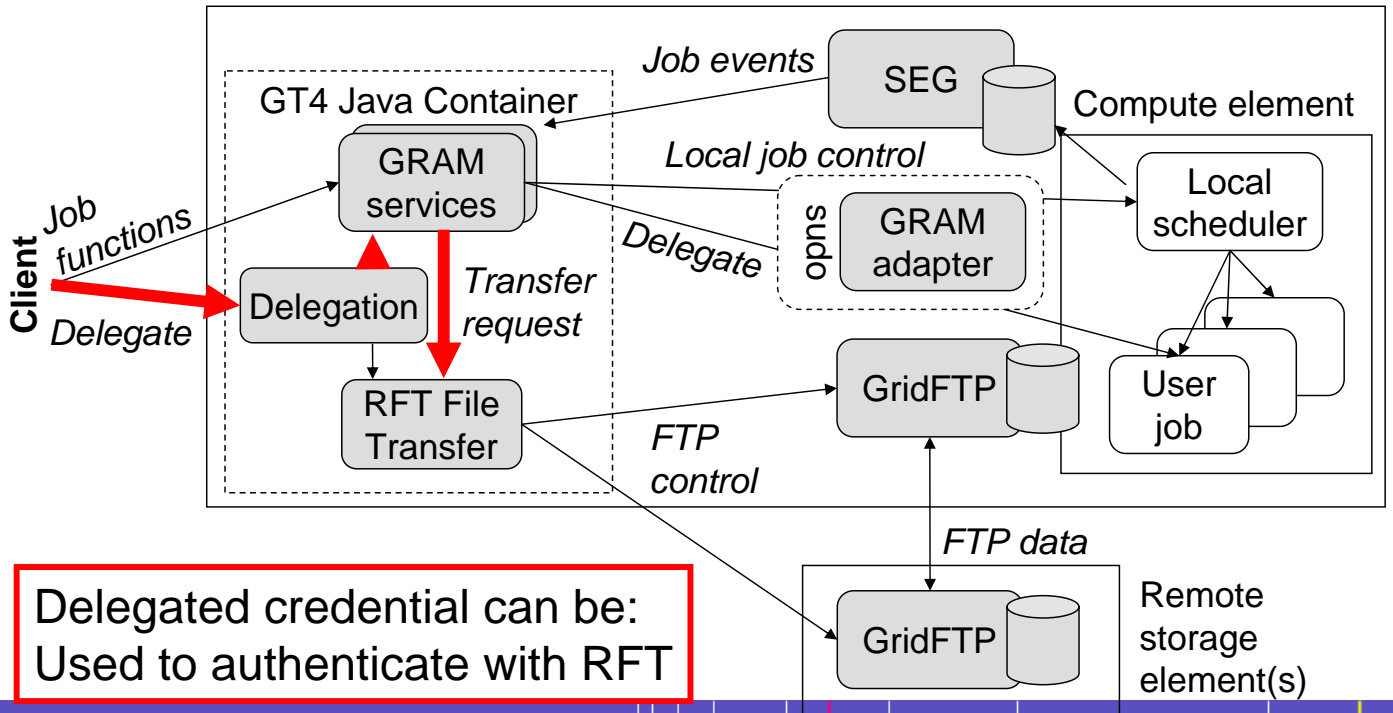 Job events
SEG
GT4 Java Container
Compute element
GRAM
services
Local job control
Local
scheduler
Client
Job
functions
sudo
GRAM
adapter
Delegate
Delegation
Transfer
request
Delegate
RFT File
Transfer
GridFTP
User
job
FTP
control
FTP data
Delegated credential can be:
Used to authenticate with RFT
GridFTP
Remote
storage
element(s)